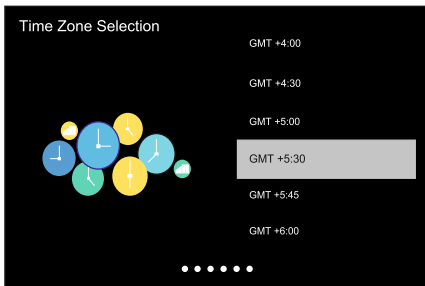 Time Zone Selection
GMT +4:00
GMT +4:30
GMT +5:00
GMT +5:30
GMT +5:45
GMT +6:00